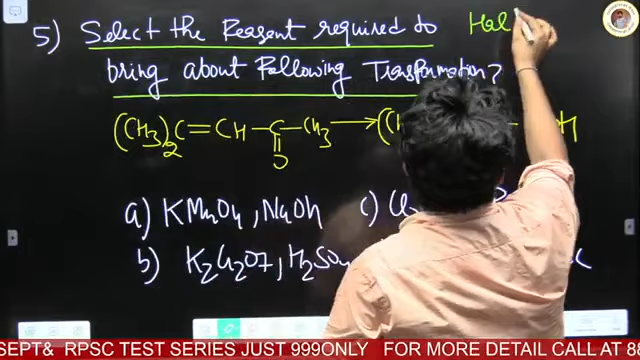 5) Select the Reagent required to Hal
bring about Following Transformation?
(CH3)2C=CH—C—CH3→((
O
a) KMnO4, NaOH c)
b) K2Cr2O7, H2SO4
SEPT& RPSC TEST SERIES JUST 999ONLY FOR MORE DETAIL CALL AT 8